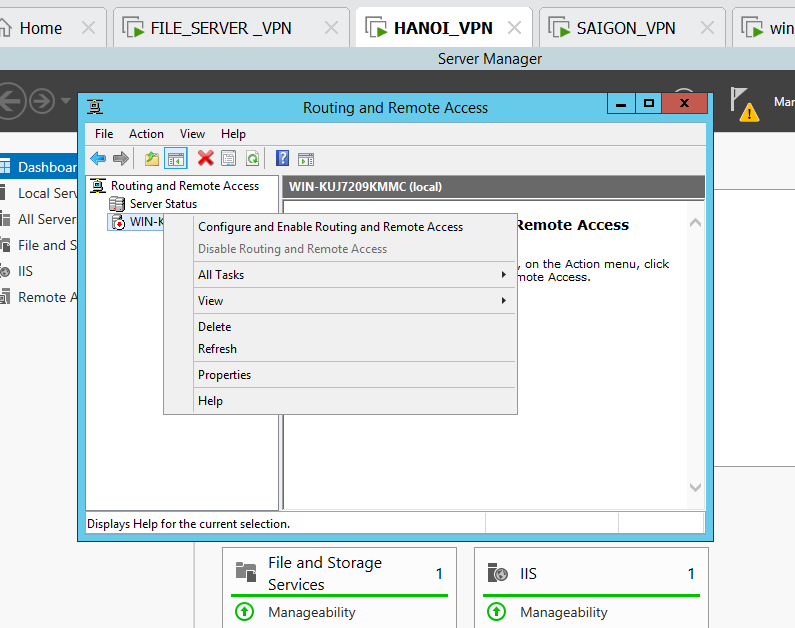 Home
FILE_SERVER _VPN
HANOI_VPN
SAIGON_VPN
win
Server Manager
Mar
Routing and Remote Access
File Action View Help
Dashboar
Local Serv
All Server
File and S
IIS
Remote A
Routing and Remote Access
Server Status
WIN-K
WIN-KUJ7209KMMC (local)
Remote Access
, on the Action menu, click
mote Access.
Configure and Enable Routing and Remote Access
Disable Routing and Remote Access
All Tasks
View
Delete
Refresh
Properties
Help
Displays Help for the current selection.
File and Storage
Services
1
Manageability
IIS
1
Manageability